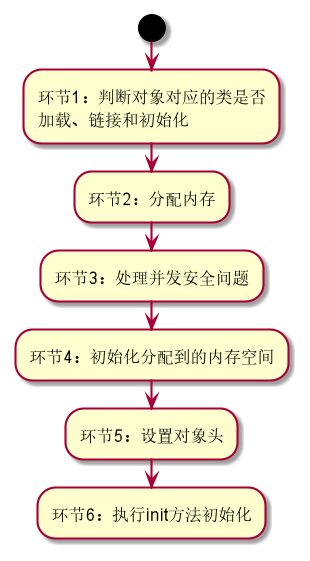 环节1：判断对象对应的类是否
加载、链接和初始化
环节2：分配内存
环节3：处理并发安全问题
环节4：初始化分配到的内存空间
环节5：设置对象头
环节6：执行init方法初始化